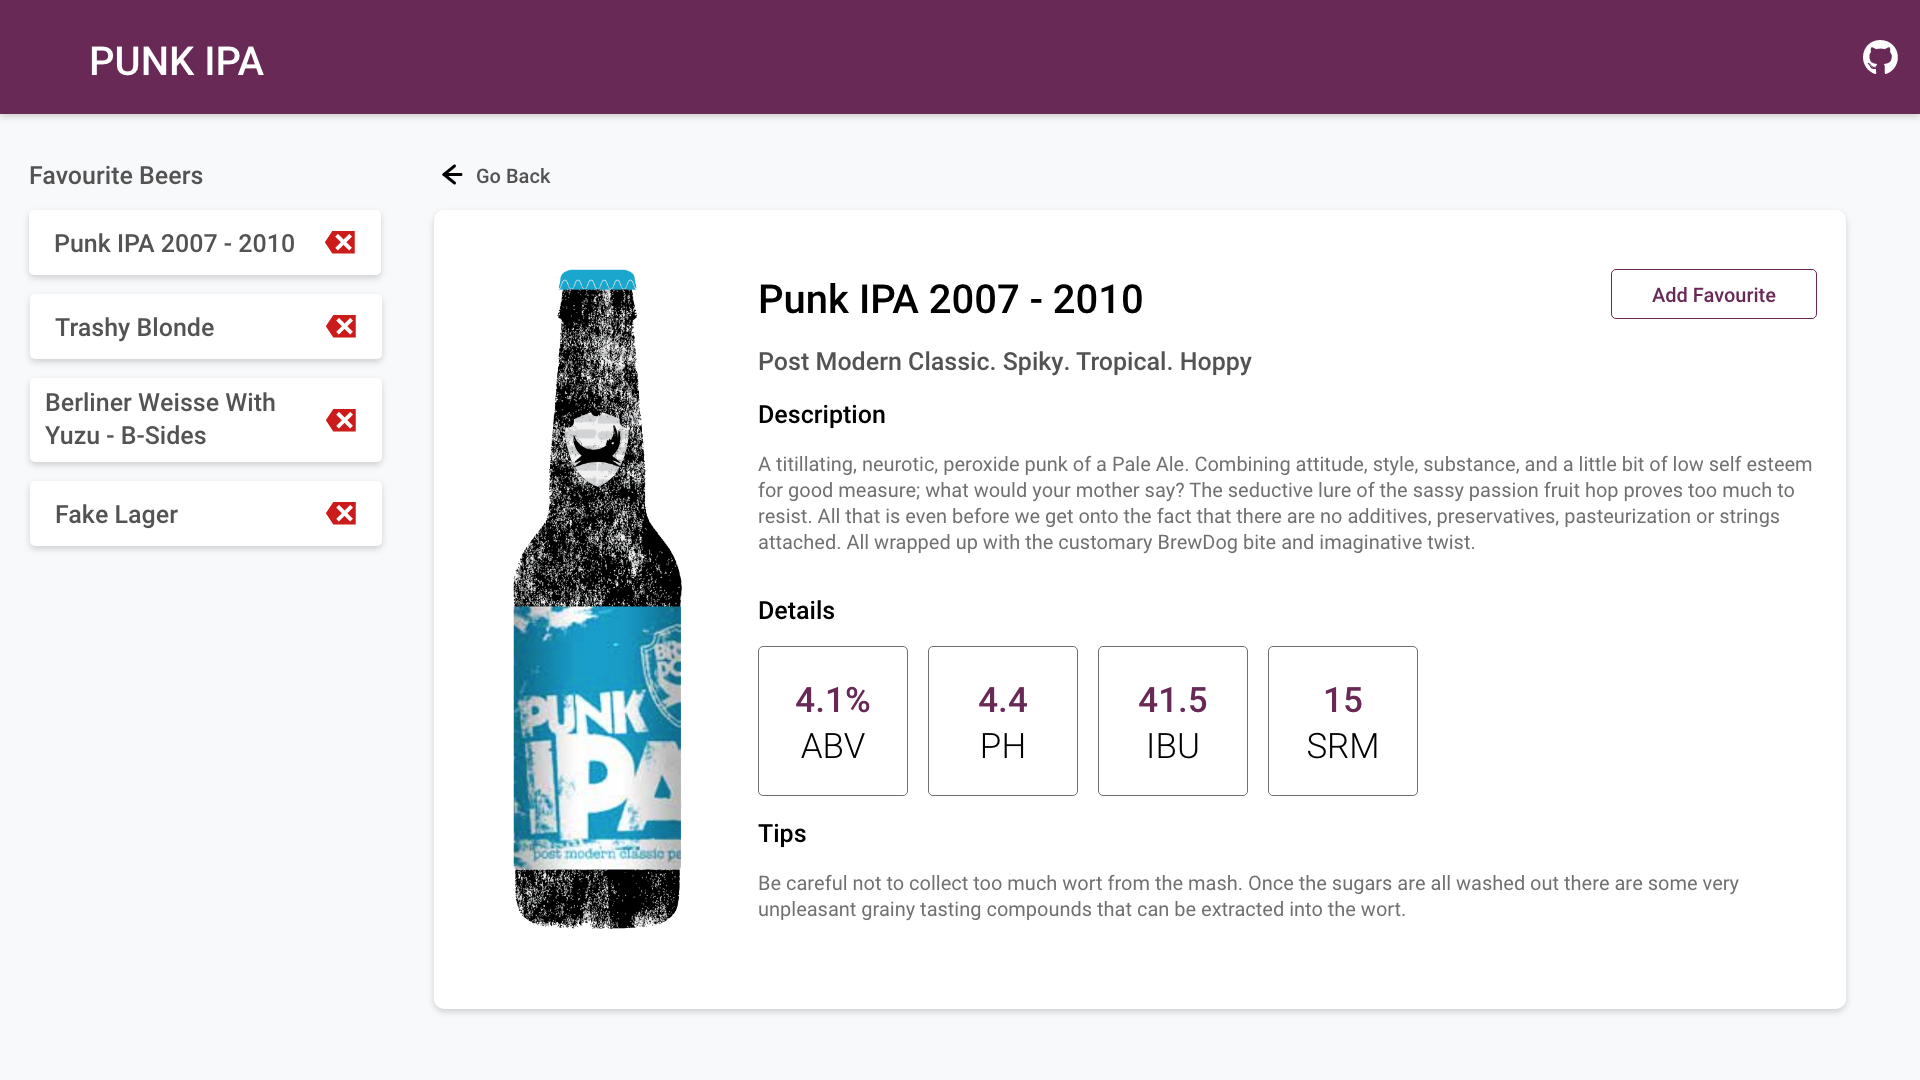 PUNK IPA
Favourite Beers
Punk IPA 2007 - 2010
Trashy Blonde
Berliner Weisse With
Yuzu - B-Sides
Fake Lager
Go Back
Punk IPA 2007 - 2010
Add Favourite
Post Modern Classic. Spiky. Tropical. Hoppy
Description
A titillating, neurotic, peroxide punk of a Pale Ale. Combining attitude, style, substance, and a little bit of low self esteem
for good measure; what would your mother say? The seductive lure of the sassy passion fruit hop proves too much to
resist. All that is even before we get onto the fact that there are no additives, preservatives, pasteurization or strings
attached. All wrapped up with the customary BrewDog bite and imaginative twist.
Details
4.1%
ABV
4.4
PH
41.5
IBU
15
SRM
Tips
Be careful not to collect too much wort from the mash. Once the sugars are all washed out there are some very
unpleasant grainy tasting compounds that can be extracted into the wort.
PUNK
IPA
post modern classic